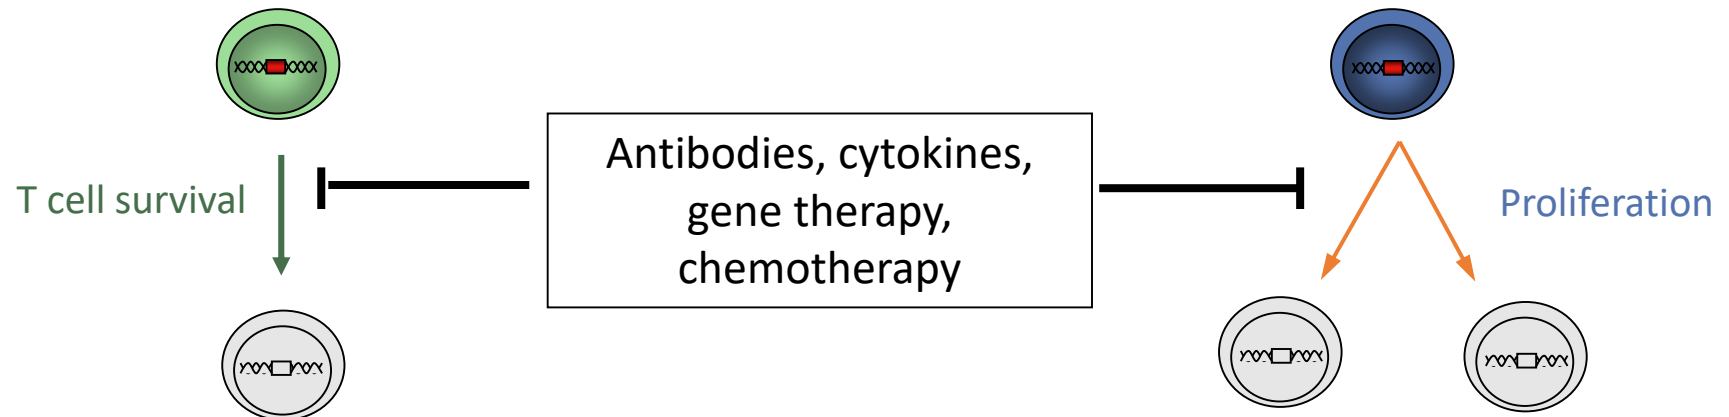 T cell survival
Antibodies, cytokines,
gene therapy,
chemotherapy
Proliferation